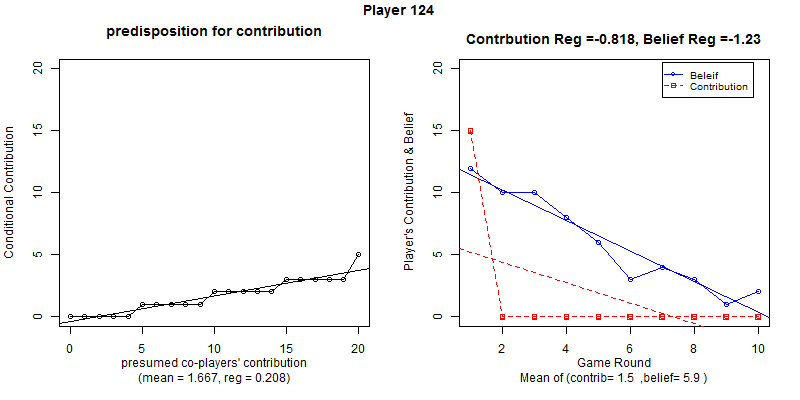 Player 124
predisposition for contribution
Conditional Contribution
20
15
10
5
0
0 5 10 15 20
presumed co-players' contribution
(mean = 1.667, reg = 0.208)
Contrbution Reg =-0.818, Belief Reg =-1.23
Player's Contribution & Belief
20
15
10
5
0
Beleif
Contribution
2 4 6 8 10
Game Round
Mean of (contrib= 1.5 ,belief= 5.9 )